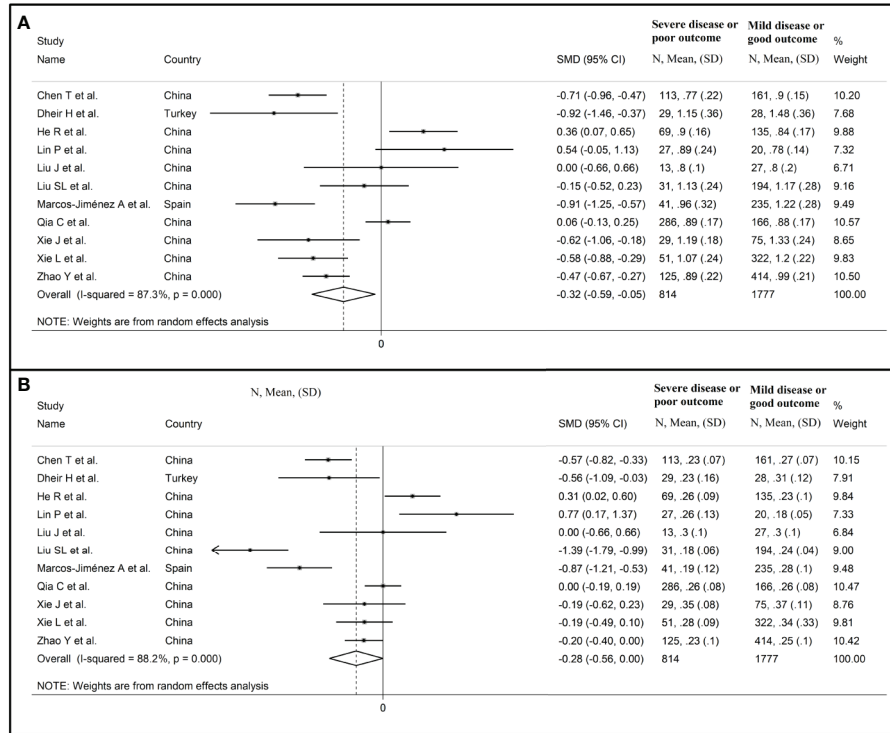 A
Severe disease or Mild disease or
Study poor outcome good outcome %
Name Country SMD (95% CI) N, Mean, (SD) N, Mean, (SD) Weight
Chen T et al. China -0.71 (-0.96, -0.47) 113, .77 (.22) 161, .9 (.15) 10.20
Dheir H et al. Turkey -0.92 (-1.46, -0.37) 29, 1.15 (.36) 28, 1.48 (.36) 7.68
He R et al. China 0.36 (0.07, 0.65) 69, .9 (.16) 135, .84 (.17) 9.88
Lin P et al. China 0.54 (-0.05, 1.13) 27, .89 (.24) 20, .78 (.14) 7.32
Liu J et al. China 0.00 (-0.66, 0.66) 13, .8 (.1) 27, .8 (.2) 6.71
Liu SL et al. China -0.15 (-0.52, 0.23) 31, 1.13 (.24) 194, 1.17 (.28) 9.16
Marcos-Jiménez A et al. Spain -0.91 (-1.25, -0.57) 41, .96 (.32) 235, 1.22 (.28) 9.49
Qia C et al. China 0.06 (-0.13, 0.25) 286, .89 (.17) 166, .88 (.17) 10.57
Xie J et al. China -0.62 (-1.06, -0.18) 29, 1.19 (.18) 75, 1.33 (.24) 8.65
Xie L et al. China -0.58 (-0.88, -0.29) 51, 1.07 (.24) 322, 1.2 (.22) 9.83
Zhao Y et al. China -0.47 (-0.67, -0.27) 125, .89 (.22) 414, .99 (.21) 10.50
Overall (I-squared = 87.3%, p = 0.000) -0.32 (-0.59, -0.05) 814 1777 100.00
NOTE: Weights are from random effects analysis
0
B
N, Mean, (SD) Severe disease or Mild disease or
Study poor outcome good outcome %
Name Country SMD (95% CI) N, Mean, (SD) N, Mean, (SD) Weight
Chen T et al. China -0.57 (-0.82, -0.33) 113, .23 (.07) 161, .27 (.07) 10.15
Dheir H et al. Turkey -0.56 (-1.09, -0.03) 29, .23 (.16) 28, .31 (.12) 7.91
He R et al. China 0.31 (0.02, 0.60) 69, .26 (.09) 135, .23 (.1) 9.84
Lin P et al. China 0.77 (0.17, 1.37) 27, .26 (.13) 20, .18 (.05) 7.33
Liu J et al. China 0.00 (-0.66, 0.66) 13, .3 (.1) 27, .3 (.1) 6.84
Liu SL et al. China -1.39 (-1.79, -0.99) 31, .18 (.06) 194, .24 (.04) 9.00
Marcos-Jiménez A et al. Spain -0.87 (-1.21, -0.53) 41, .19 (.12) 235, .28 (.1) 9.48
Qia C et al. China 0.00 (-0.19, 0.19) 286, .26 (.08) 166, .26 (.08) 10.47
Xie J et al. China -0.19 (-0.62, 0.23) 29, .35 (.08) 75, .37 (.11) 8.76
Xie L et al. China -0.19 (-0.49, 0.10) 51, .28 (.09) 322, .34 (.33) 9.81
Zhao Y et al. China -0.20 (-0.40, 0.00) 125, .23 (.1) 414, .25 (.1) 10.42
Overall (I-squared = 88.2%, p = 0.000) -0.28 (-0.56, 0.00) 814 1777 100.00
NOTE: Weights are from random effects analysis
0